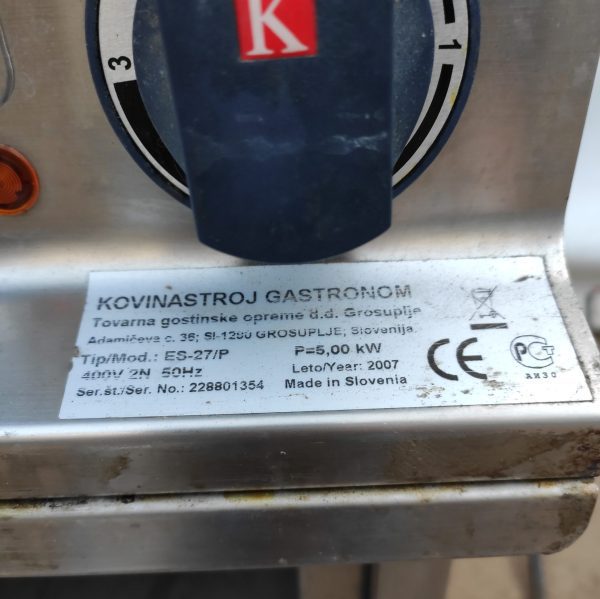 K
3 1
KOVINASTROJ GASTRONOM
Tovarna gostinske opreme d.d. Grosuplje
Adamičeva c. 36; SI-1290 GROSUPLJE; Slovenija
Tip/Mod.: ES-27/P P=5,00 kW
400V 2N 50Hz Leto/Year: 2007
Ser.št./Ser. No.: 228801354 Made in Slovenia
CE